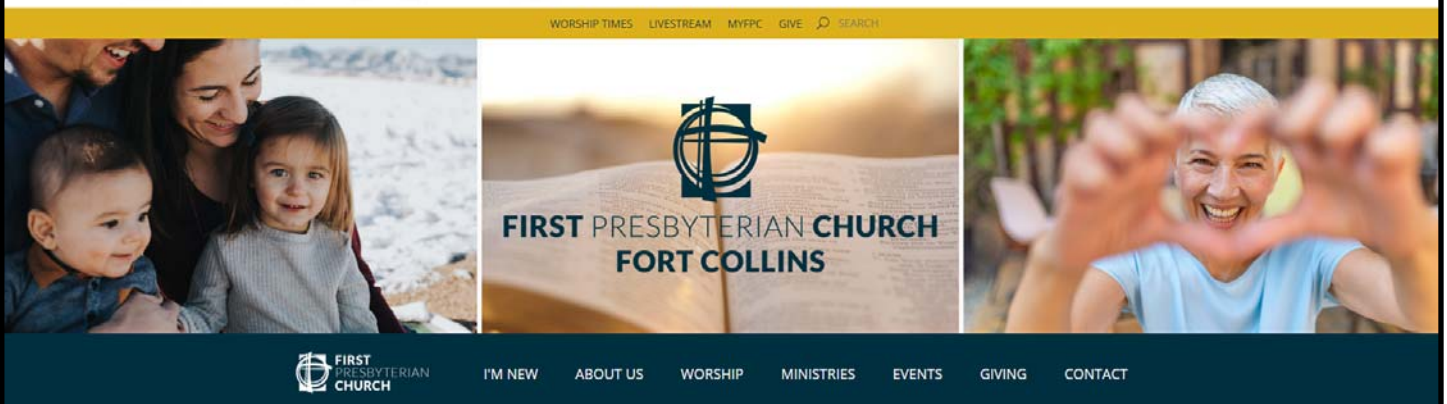 WORSHIP TIMES LIVESTREAM MYFPC GIVE SEARCH
FIRST PRESBYTERIAN CHURCH
FORT COLLINS
FIRST
PRESBYTERIAN
CHURCH
I'M NEW ABOUT US WORSHIP MINISTRIES EVENTS GIVING CONTACT